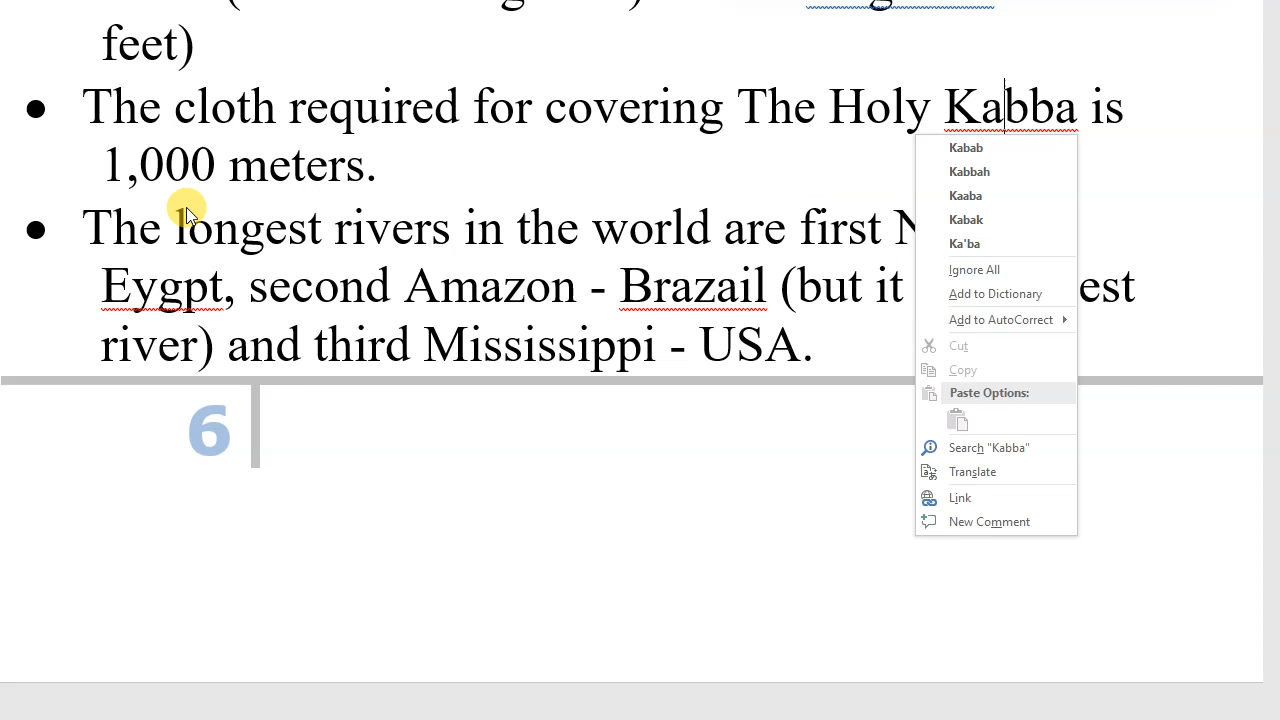 feet)
• The cloth required for covering The Holy Kabba is
1,000 meters.
• The longest rivers in the world are first
Eygpt, second Amazon - Brazail (but it
river) and third Mississippi - USA.
6
Kabab
Kabbah
Kaaba
Kabak
Ka'ba
Ignore All
Add to Dictionary
Add to AutoCorrect
Cut
Copy
Paste Options:
Search "Kabba"
Translate
Link
New Comment